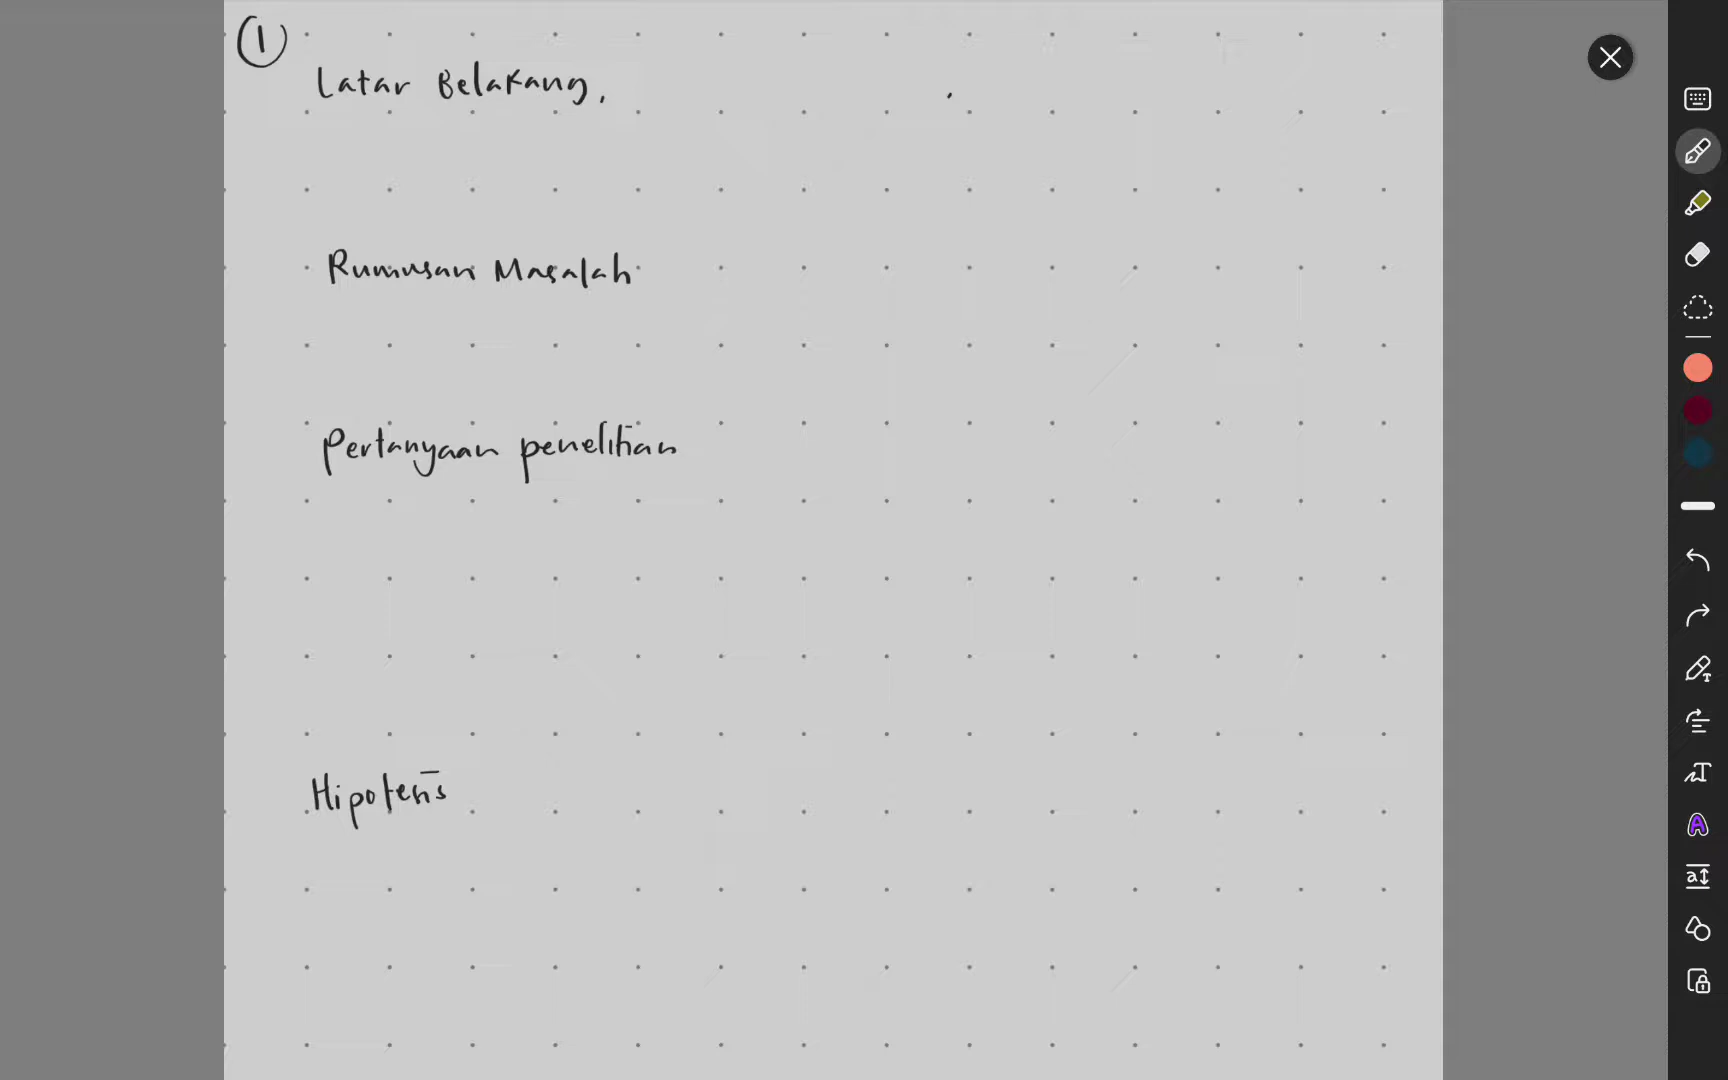 1
Latar Belakang,
Rumusan Masalah
Pertanyaan penelitian
Hipotesis